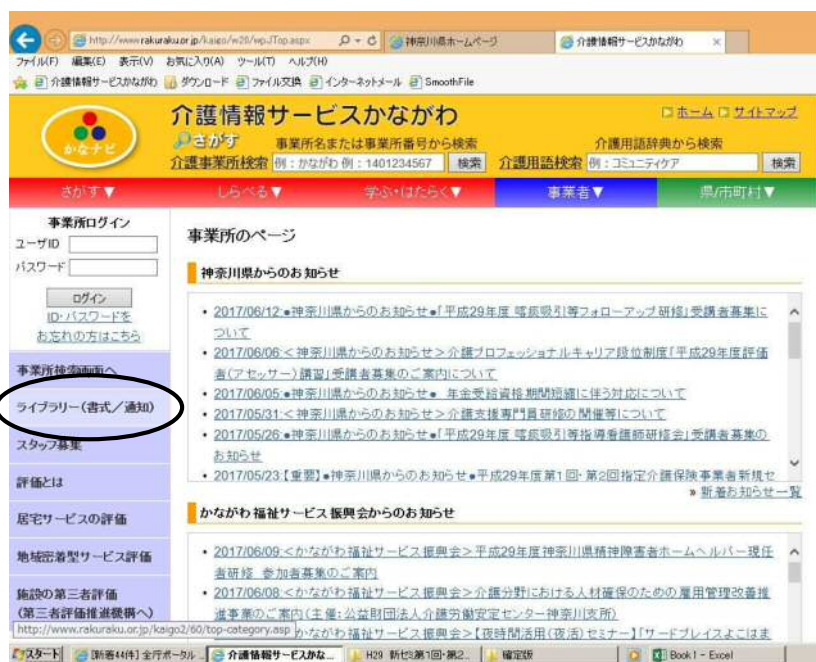 http://www.rakurakuor.jp/kaigo/w20/wpJTop.aspx
神奈川県ホームページ
介護情報サービスかながわ
ファイル(F) 編集(E) 表示(V) お気に入り(A) ツール(T) ヘルプ(H)
介護情報サービスかながわ ダウンロード ファイル交換 インターネットメール SmoothFile
かなナビ
介護情報サービスかながわ
ホーム サイトマップ
さがす 事業所名または事業所番号から検索 介護用語辞典から検索
介護事業所検索 例:かながわ 例:1401234567 検索 介護用語検索 例:コミュニティケア 検索
さがす▼ しらべる▼ 学ぶ・はたらく▼ 事業者▼ 県/市町村▼
事業所ログイン
ユーザID
パスワード
ログイン
ID・パスワードを
お忘れの方はこちら
事業所検索画面へ
ライブラリー(書式/通知)
スタッフ募集
評価とは
居宅サービスの評価
地域密着型サービス評価
施設の第三者評価
(第三者評価推進機構へ)
事業所のページ
神奈川県からのお知らせ
・2017/06/12:●神奈川県からのお知らせ●「平成29年度 喀痰吸引等フォローアップ研修」受講者募集に
ついて
・2017/06/06:<神奈川県からのお知らせ>介護プロフェッショナルキャリア段位制度「平成29年度評価
者(アセッサー)講習」受講者募集のご案内について
・2017/06/05:●神奈川県からのお知らせ● 年金受給資格期間短縮に伴う対応について
・2017/05/31:<神奈川県からのお知らせ>介護支援専門員研修の開催等について
・2017/05/26:●神奈川県からのお知らせ●「平成29年度 喀痰吸引等指導看護師研修会」受講者募集の
お知らせ
・2017/05/23:【重要】●神奈川県からのお知らせ●平成29年度第1回・第2回指定介護保険事業者新規セ
» 新着お知らせ一覧
かながわ福祉サービス振興会からのお知らせ
・2017/06/09:<かながわ福祉サービス振興会>平成29年度神奈川県精神障害者ホームヘルパー現任
者研修 参加者募集のご案内
・2017/06/08:<かながわ福祉サービス振興会>介護分野における人材確保のための雇用管理改善推
進事業のご案内(主催:公益財団法人介護労働安定センター神奈川支所)
かながわ福祉サービス振興会>【夜時間活用(夜活)セミナー】「サードプレイスよこはま
http://www.rakuraku.or.jp/kaigo2/60/top-category.asp
スタート [新着44件] 全庁ポータル... 介護情報サービスかな... H29 新セミ第1回・第2... 確定版 Book1 - Excel